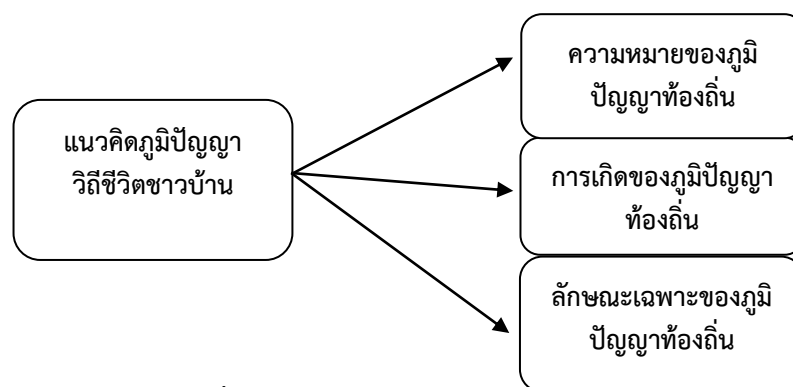 แนวคิดภูมิปัญญา
วิถีชีวิตชาวบ้าน
ความหมายของภูมิ
ปัญญาท้องถิ่น
การเกิดของภูมิปัญญา
ท้องถิ่น
ลักษณะเฉพาะของภูมิ
ปัญญาท้องถิ่น